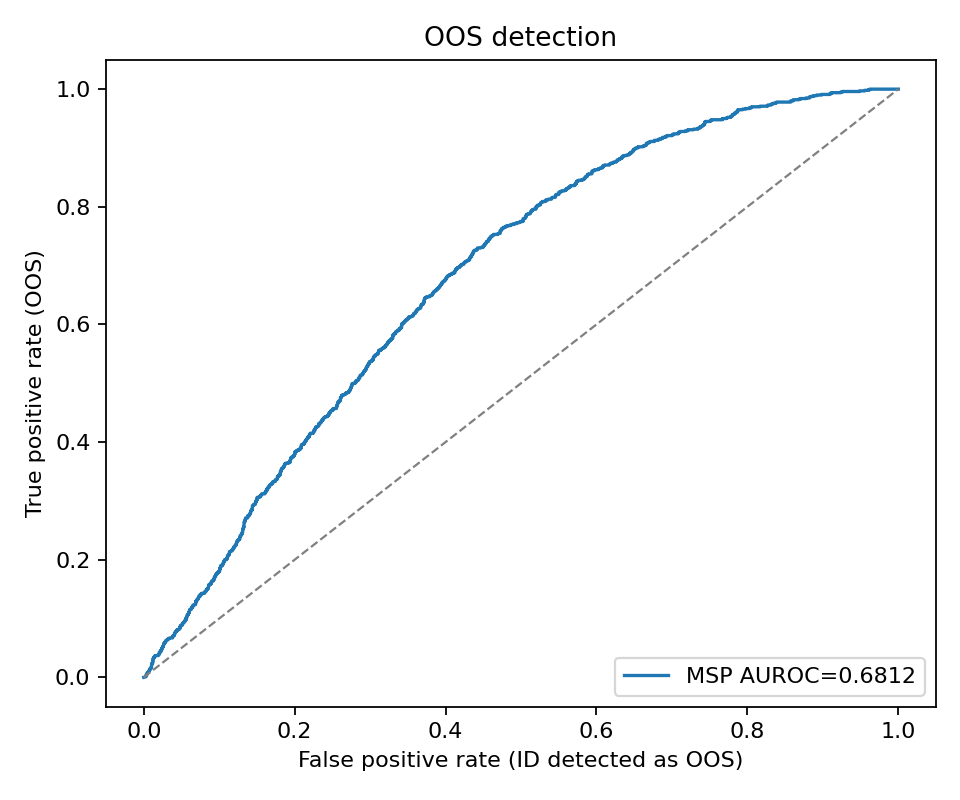 OOS detection
1.0
0.8
0.6
0.4
0.2
0.0
True positive rate (OOS)
MSP AUROC=0.6812
0.0 0.2 0.4 0.6 0.8 1.0
False positive rate (ID detected as OOS)